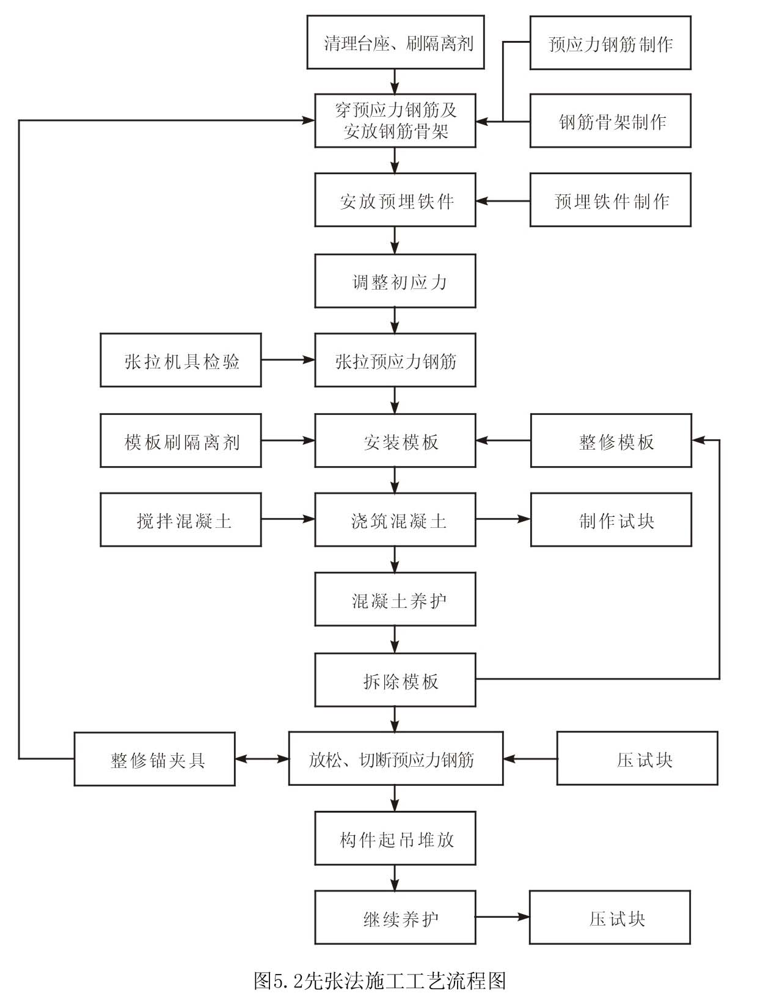 清理台座、刷隔离剂
预应力钢筋制作
穿预应力钢筋及
安放钢筋骨架
钢筋骨架制作
安放预埋铁件
预埋铁件制作
调整初应力
张拉机具检验
张拉预应力钢筋
模板刷隔离剂
安装模板
整修模板
搅拌混凝土
浇筑混凝土
制作试块
混凝土养护
拆除模板
整修锚夹具
放松、切断预应力钢筋
压试块
构件起吊堆放
继续养护
压试块
图5.2先张法施工工艺流程图